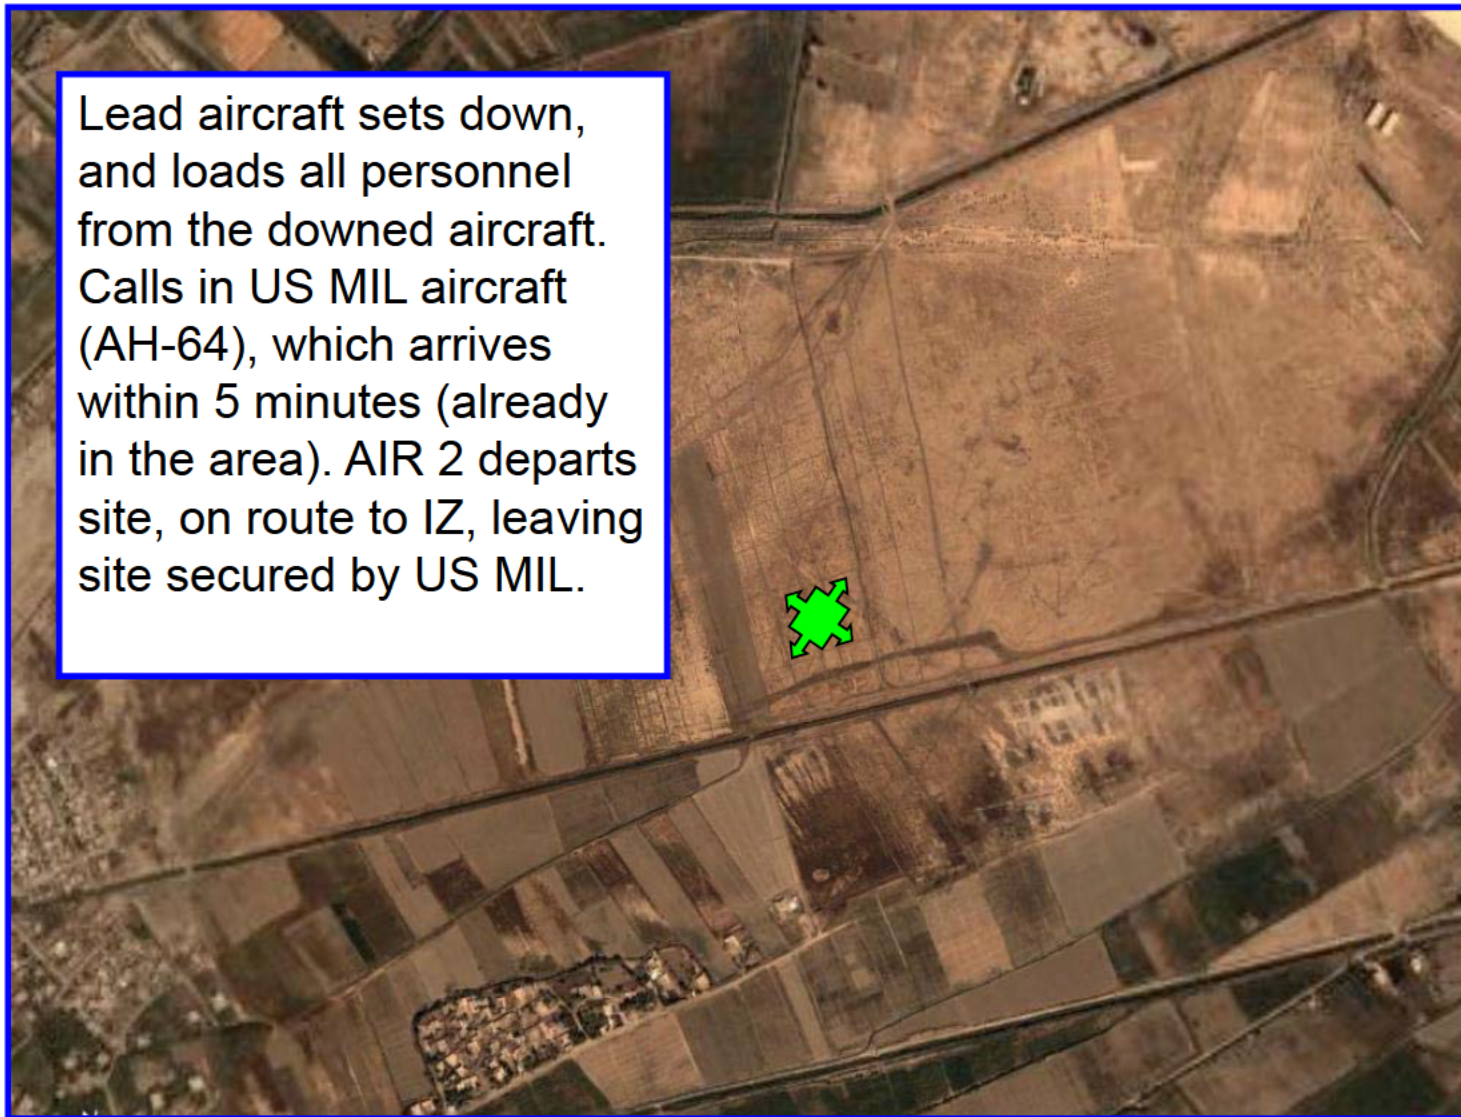 Lead aircraft sets down,
and loads all personnel
from the downed aircraft.
Calls in US MIL aircraft
(AH-64), which arrives
within 5 minutes (already
in the area). AIR 2 departs
site, on route to IZ, leaving
site secured by US MIL.